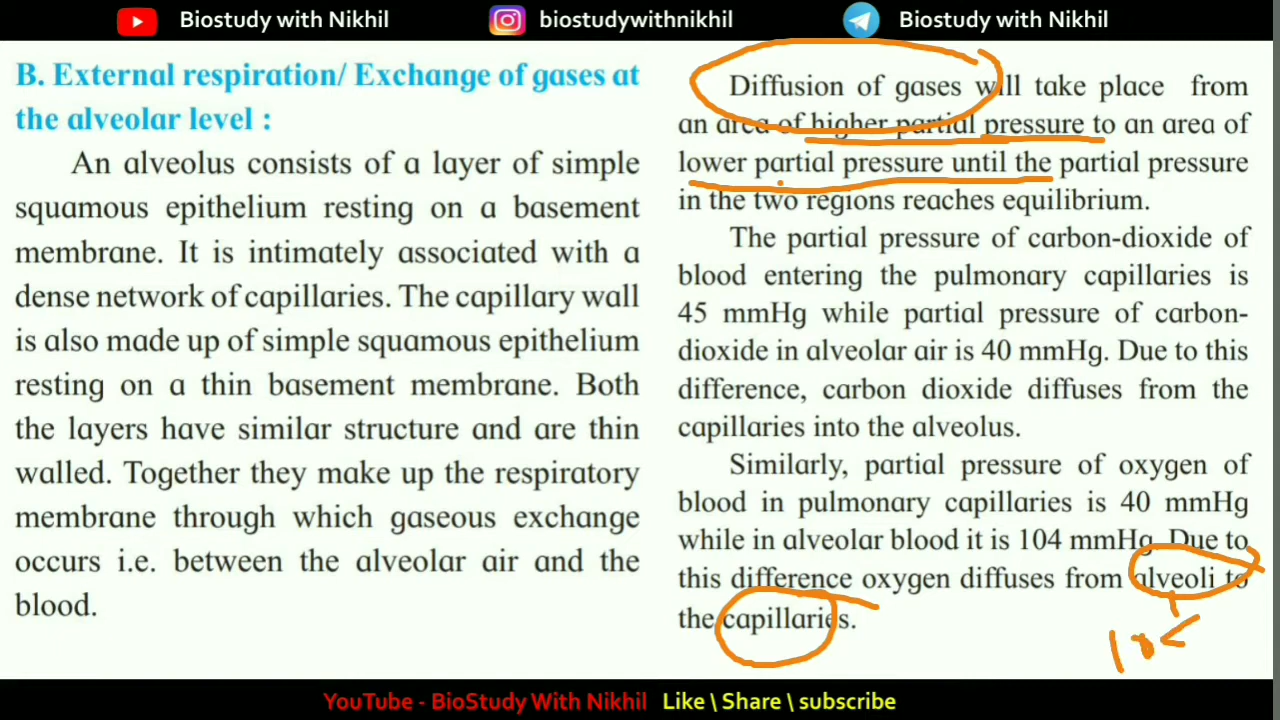 Biostudy with Nikhil
biostudywithnikhil
Biostudy with Nikhil
B. External respiration/ Exchange of gases at
the alveolar level :
An alveolus consists of a layer of simple
squamous epithelium resting on a basement
membrane. It is intimately associated with a
dense network of capillaries. The capillary wall
is also made up of simple squamous epithelium
resting on a thin basement membrane. Both
the layers have similar structure and are thin
walled. Together they make up the respiratory
membrane through which gaseous exchange
occurs i.e. between the alveolar air and the
blood.
Diffusion of gases will take place from
an area of higher partial pressure to an area of
lower partial pressure until the partial pressure
in the two regions reaches equilibrium.
The partial pressure of carbon-dioxide of
blood entering the pulmonary capillaries is
45 mmHg while partial pressure of carbon-
dioxide in alveolar air is 40 mmHg. Due to this
difference, carbon dioxide diffuses from the
capillaries into the alveolus.
Similarly, partial pressure of oxygen of
blood in pulmonary capillaries is 40 mmHg
while in alveolar blood it is 104 mmHg. Due to
this difference oxygen diffuses from alveoli to
the capillaries.
YouTube - BioStudy With Nikhil Like \ Share \ subscribe